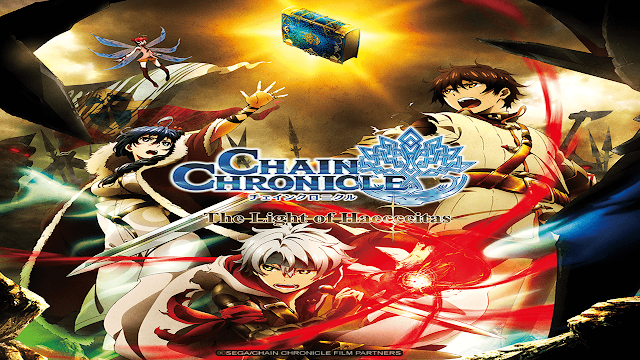 CHAIN
CHRONICLE
チェインクロニクル
The Light of Haecceitas
©SEGA/CHAIN CHRONICLE FILM PARTNERS